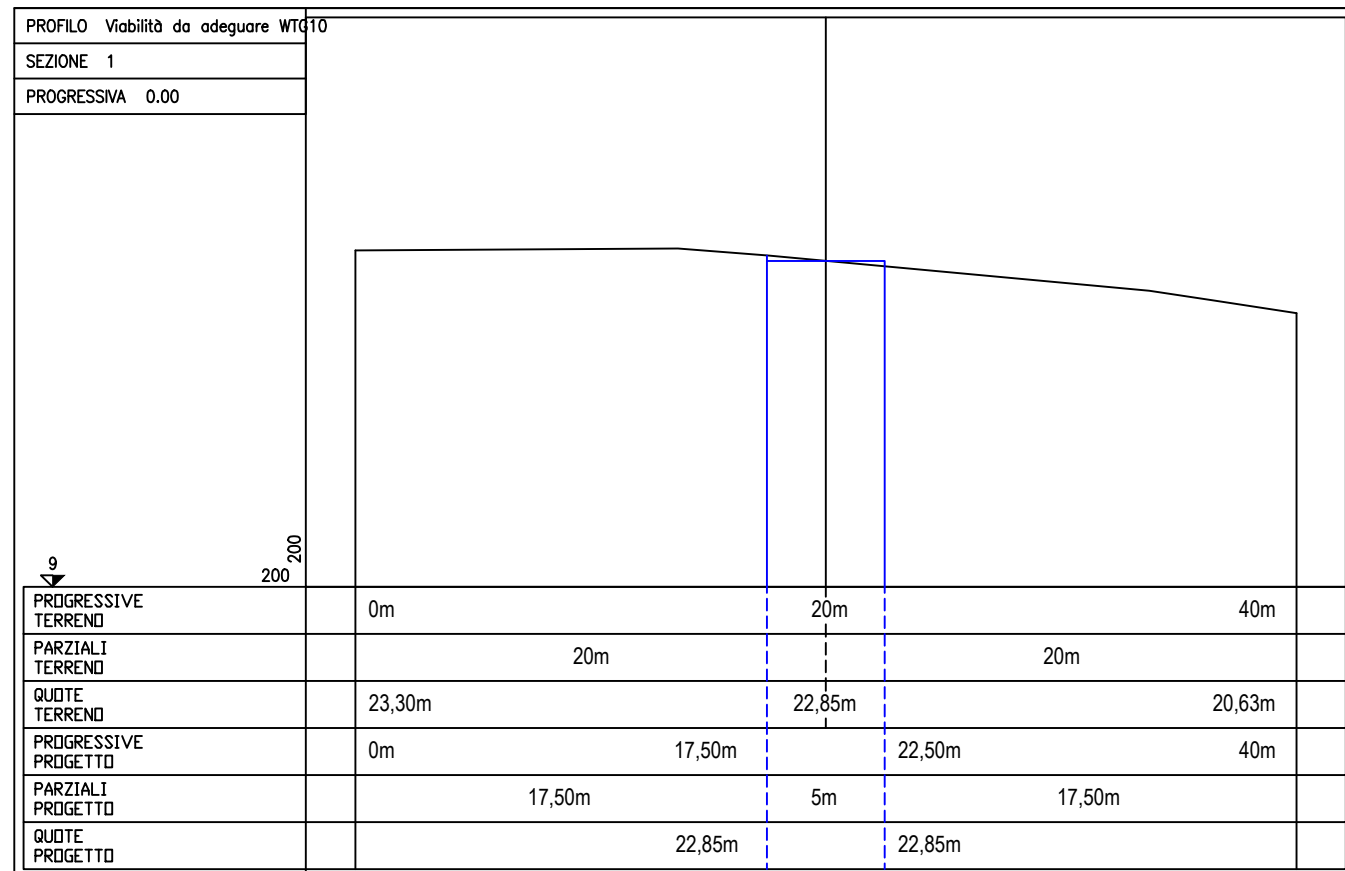 PROFILO Viabilità da adeguare WTG10
SEZIONE 1
PROGRESSIVA 0.00
9
200
200
PROGRESSIVE
TERRENO
0m 20m 40m
PARZIALI
TERRENO
20m 20m
QUOTE
TERRENO
23,30m 22,85m 20,63m
PROGRESSIVE
PROGETTO
0m 17,50m 22,50m 40m
PARZIALI
PROGETTO
17,50m 5m 17,50m
QUOTE
PROGETTO
22,85m 22,85m